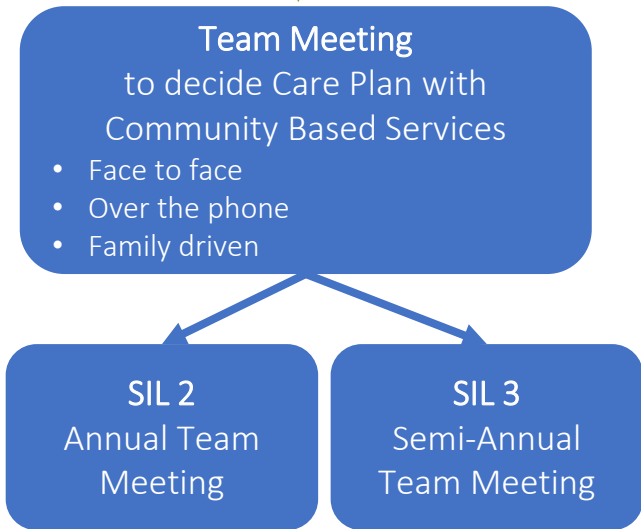 Team Meeting
to decide Care Plan with
Community Based Services
• Face to face
• Over the phone
• Family driven
SIL 2
Annual Team
Meeting
SIL 3
Semi-Annual
Team Meeting